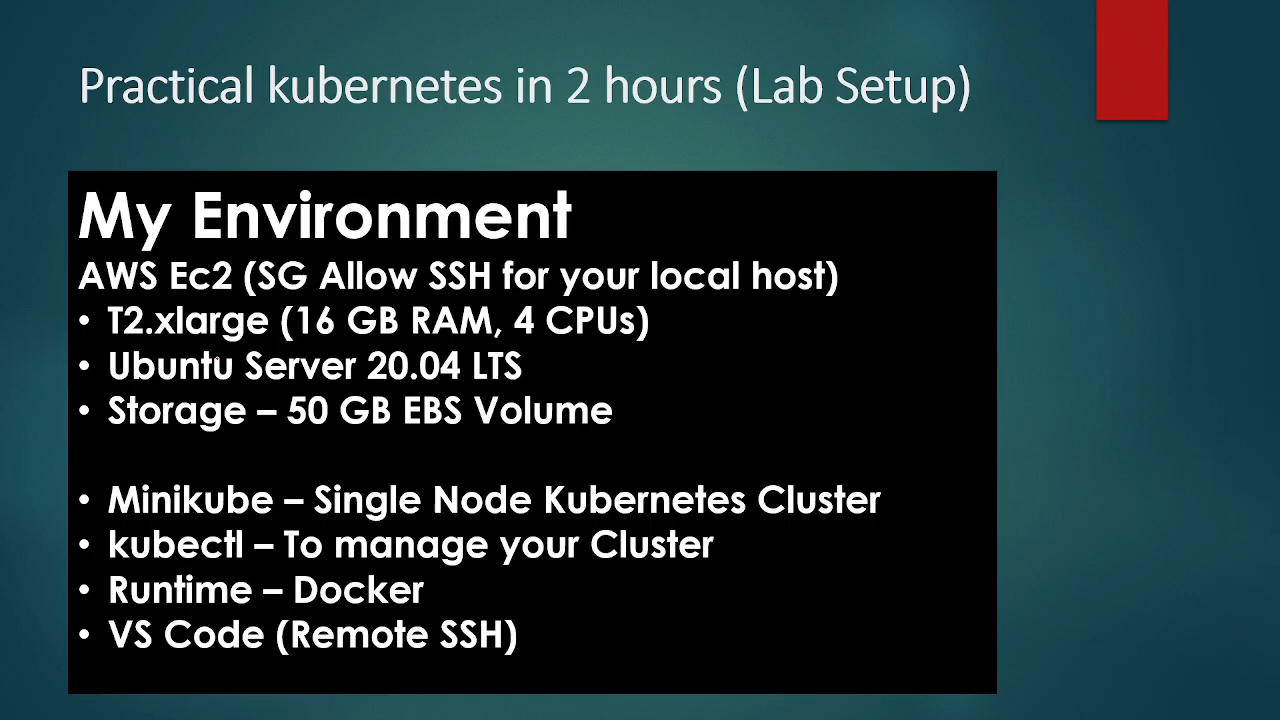 Practical kubernetes in 2 hours (Lab Setup)
My Environment
AWS Ec2 (SG Allow SSH for your local host)
• T2.xlarge (16 GB RAM, 4 CPUs)
• Ubuntu Server 20.04 LTS
• Storage – 50 GB EBS Volume
• Minikube – Single Node Kubernetes Cluster
• kubectl – To manage your Cluster
• Runtime – Docker
• VS Code (Remote SSH)